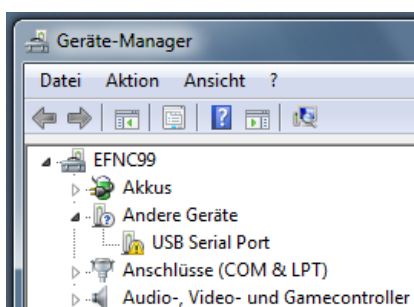 Geräte-Manager
Datei Aktion Ansicht ?
EFNC99
Akkus
Andere Geräte
USB Serial Port
Anschlüsse (COM & LPT)
Audio-, Video- und Gamecontroller